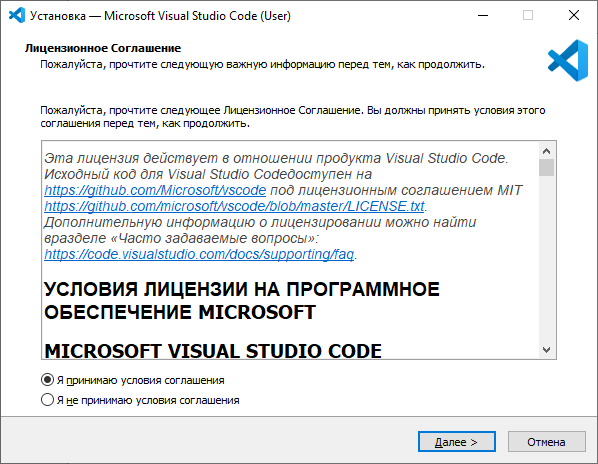 Установка — Microsoft Visual Studio Code (User)
Лицензионное Соглашение
Пожалуйста, прочтите следующую важную информацию перед тем, как продолжить.
Пожалуйста, прочтите следующее Лицензионное Соглашение. Вы должны принять условия этого
соглашения перед тем, как продолжить.
Эта лицензия действует в отношении продукта Visual Studio Code.
Исходный код для Visual Studio Codeдоступен на
https://github.com/Microsoft/vscode под лицензионным соглашением MIT
https://github.com/microsoft/vscode/blob/master/LICENSE.txt.
Дополнительную информацию о лицензировании можно найти
вразделе «Часто задаваемые вопросы»:
https://code.visualstudio.com/docs/supporting/faq.
УСЛОВИЯ ЛИЦЕНЗИИ НА ПРОГРАММНОЕ
ОБЕСПЕЧЕНИЕ MICROSOFT
MICROSOFT VISUAL STUDIO CODE
Я принимаю условия соглашения
Я не принимаю условия соглашения
Далее >
Отмена